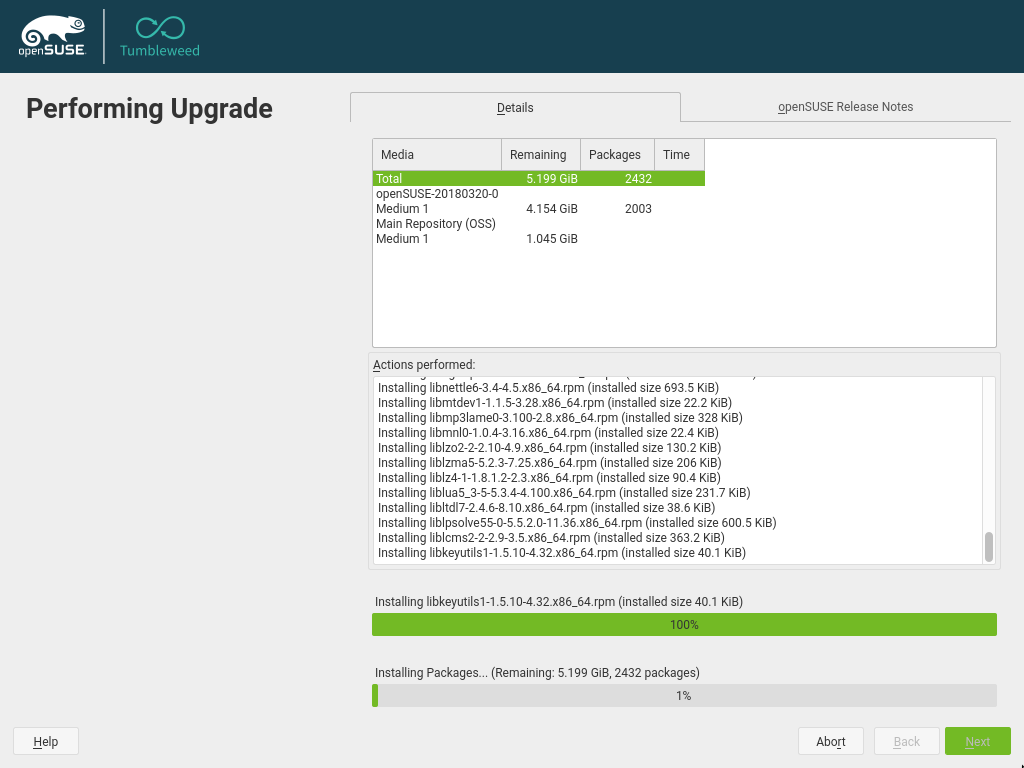 openSUSE
Tumbleweed
Performing Upgrade
Details
openSUSE Release Notes
Media Remaining Packages Time
Total 5.199 GiB 2432
openSUSE-20180320-0
Medium 1 4.154 GiB 2003
Main Repository (OSS)
Medium 1 1.045 GiB
Actions performed:
Installing libnettle6-3.4-4.5.x86_64.rpm (installed size 693.5 KiB)
Installing libmtdev1-1.1.5-3.28.x86_64.rpm (installed size 22.2 KiB)
Installing libmp3lame0-3.100-2.8.x86_64.rpm (installed size 328 KiB)
Installing libmnl0-1.0.4-3.16.x86_64.rpm (installed size 22.4 KiB)
Installing liblzo2-2-2.10-4.9.x86_64.rpm (installed size 130.2 KiB)
Installing liblzma5-5.2.3-7.25.x86_64.rpm (installed size 206 KiB)
Installing liblz4-1-1.8.1.2-2.3.x86_64.rpm (installed size 90.4 KiB)
Installing liblua5_3-5-5.3.4-4.100.x86_64.rpm (installed size 231.7 KiB)
Installing libltdl7-2.4.6-8.10.x86_64.rpm (installed size 38.6 KiB)
Installing liblpsolve55-0-5.5.2.0-11.36.x86_64.rpm (installed size 600.5 KiB)
Installing liblcms2-2-2.9-3.5.x86_64.rpm (installed size 363.2 KiB)
Installing libkeyutils1-1.5.10-4.32.x86_64.rpm (installed size 40.1 KiB)
Installing libkeyutils1-1.5.10-4.32.x86_64.rpm (installed size 40.1 KiB)
100%
Installing Packages... (Remaining: 5.199 GiB, 2432 packages)
1%
Help Abort Back Next